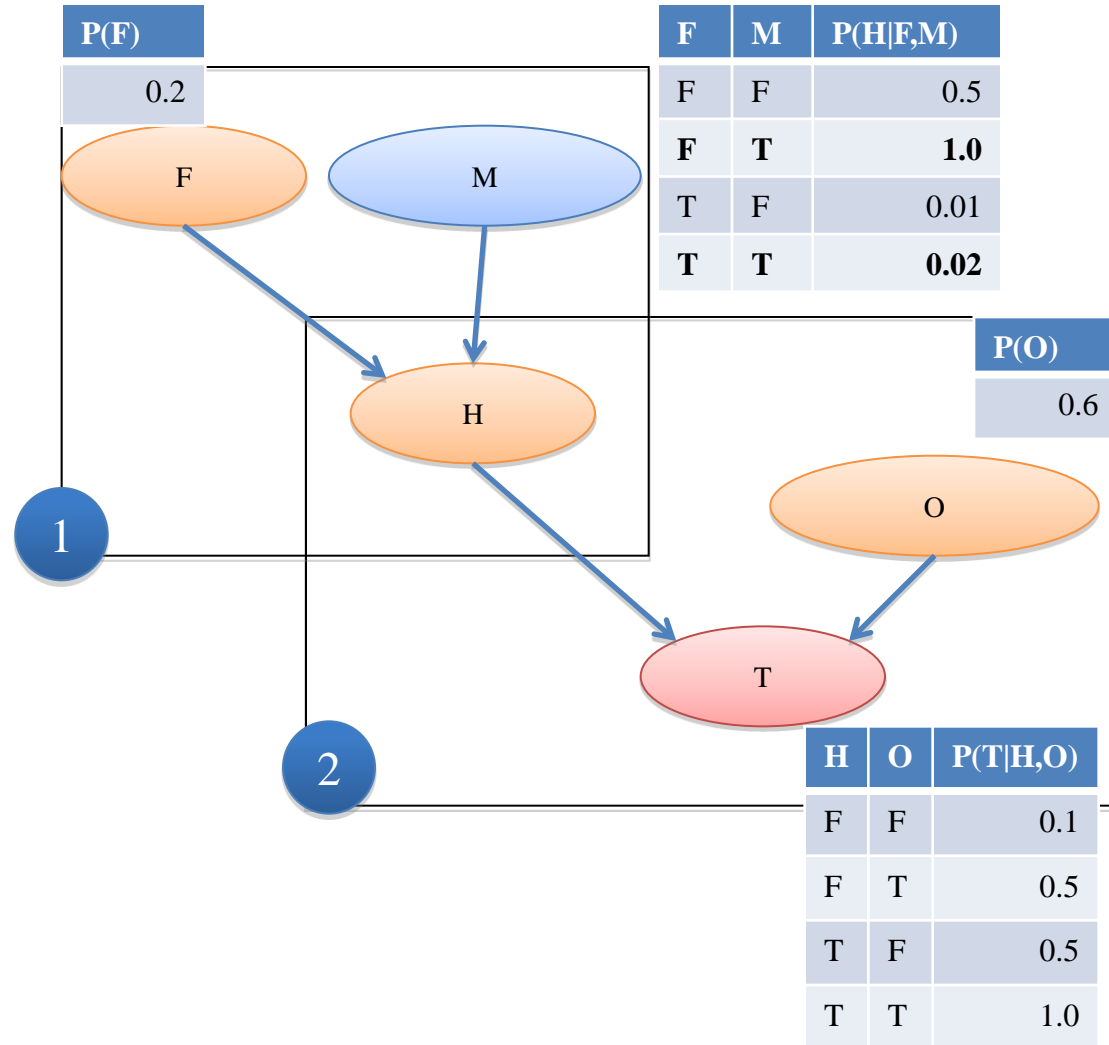 P(F)
0.2
F M P(H|F,M)
F F 0.5
F T 1.0
T F 0.01
T T 0.02
F
M
P(O)
0.6
H
O
1
T
2
H O P(T|H,O)
F F 0.1
F T 0.5
T F 0.5
T T 1.0